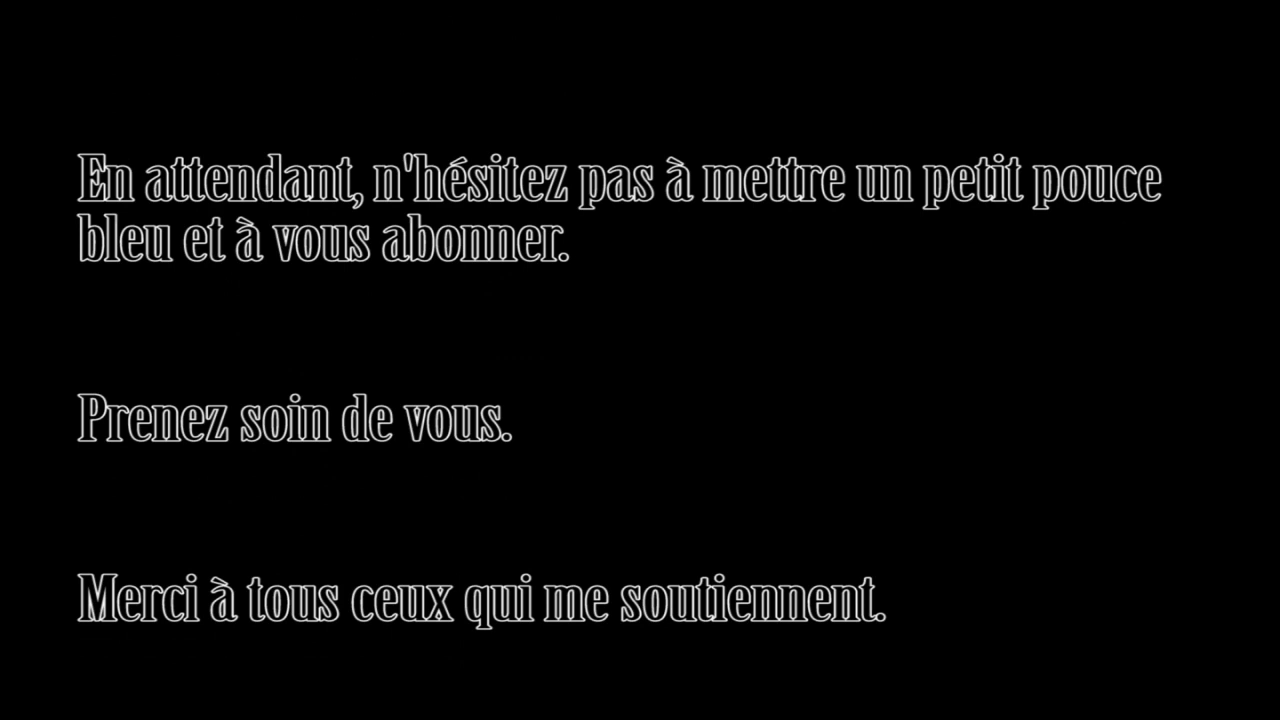 En attendant, n'hésitez pas à mettre un petit pouce
bleu et à vous abonner.
Prenez soin de vous.
Merci à tous ceux qui me soutiennent.